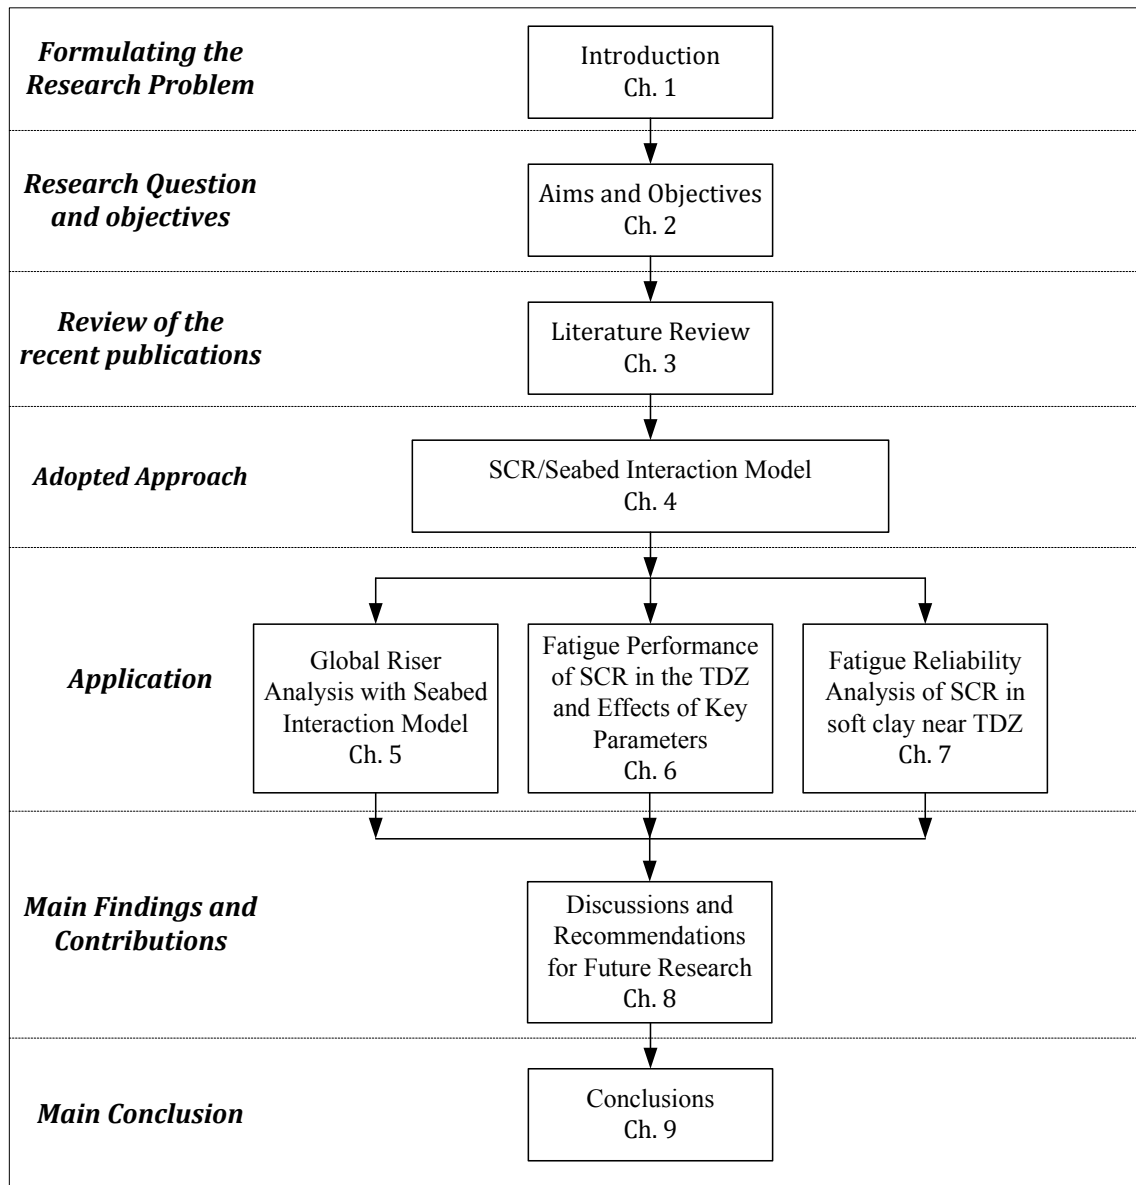 Formulating the
Research Problem
Introduction
Ch. 1
Research Question
and objectives
Aims and Objectives
Ch. 2
Review of the
recent publications
Literature Review
Ch. 3
Adopted Approach
SCR/Seabed Interaction Model
Ch. 4
Application
Global Riser
Analysis with Seabed
Interaction Model
Ch. 5
Fatigue Performance
of SCR in the TDZ
and Effects of Key
Parameters
Ch. 6
Fatigue Reliability
Analysis of SCR in
soft clay near TDZ
Ch. 7
Main Findings and
Contributions
Discussions and
Recommendations
for Future Research
Ch. 8
Main Conclusion
Conclusions
Ch. 9